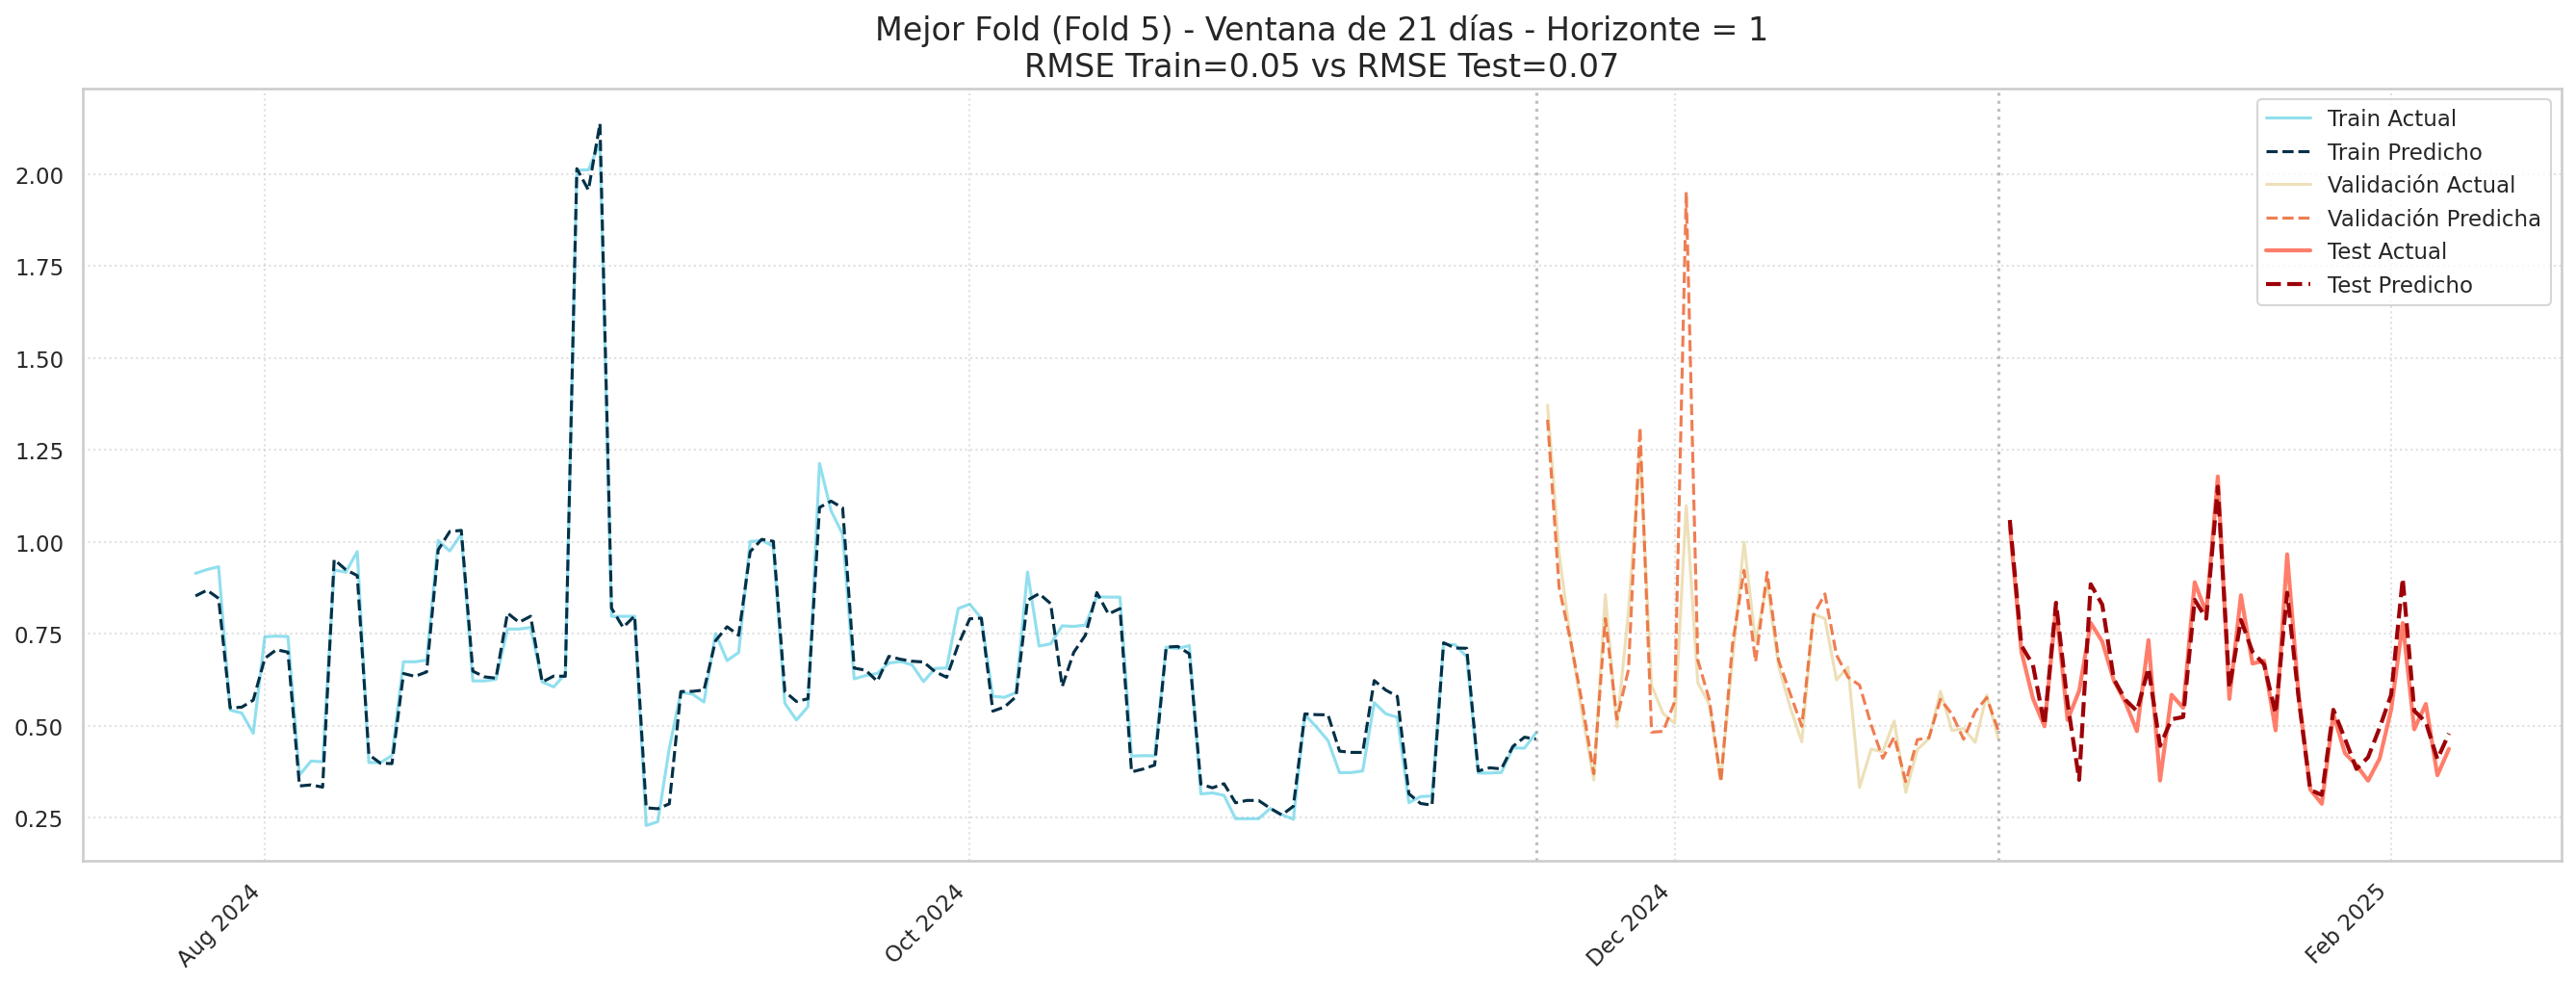 Mejor Fold (Fold 5) - Ventana de 21 días - Horizonte = 1
RMSE Train=0.05 vs RMSE Test=0.07
Train Actual
Train Predicho
Validación Actual
Validación Predicha
Test Actual
Test Predicho
2.00
1.75
1.50
1.25
1.00
0.75
0.50
0.25
Aug 2024
Oct 2024
Dec 2024
Feb 2025